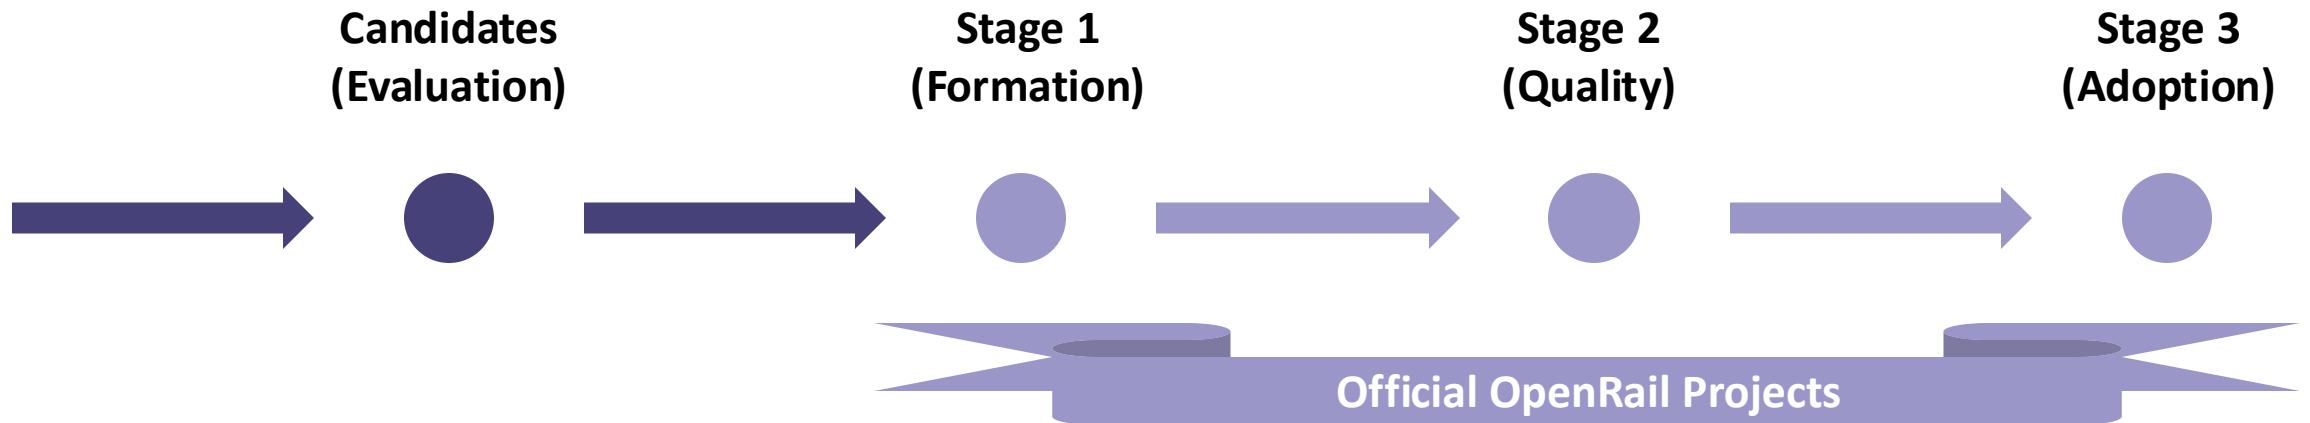 Candidates
(Evaluation)
Stage 1
(Formation)
Stage 2
(Quality)
Stage 3
(Adoption)
Official OpenRail Projects